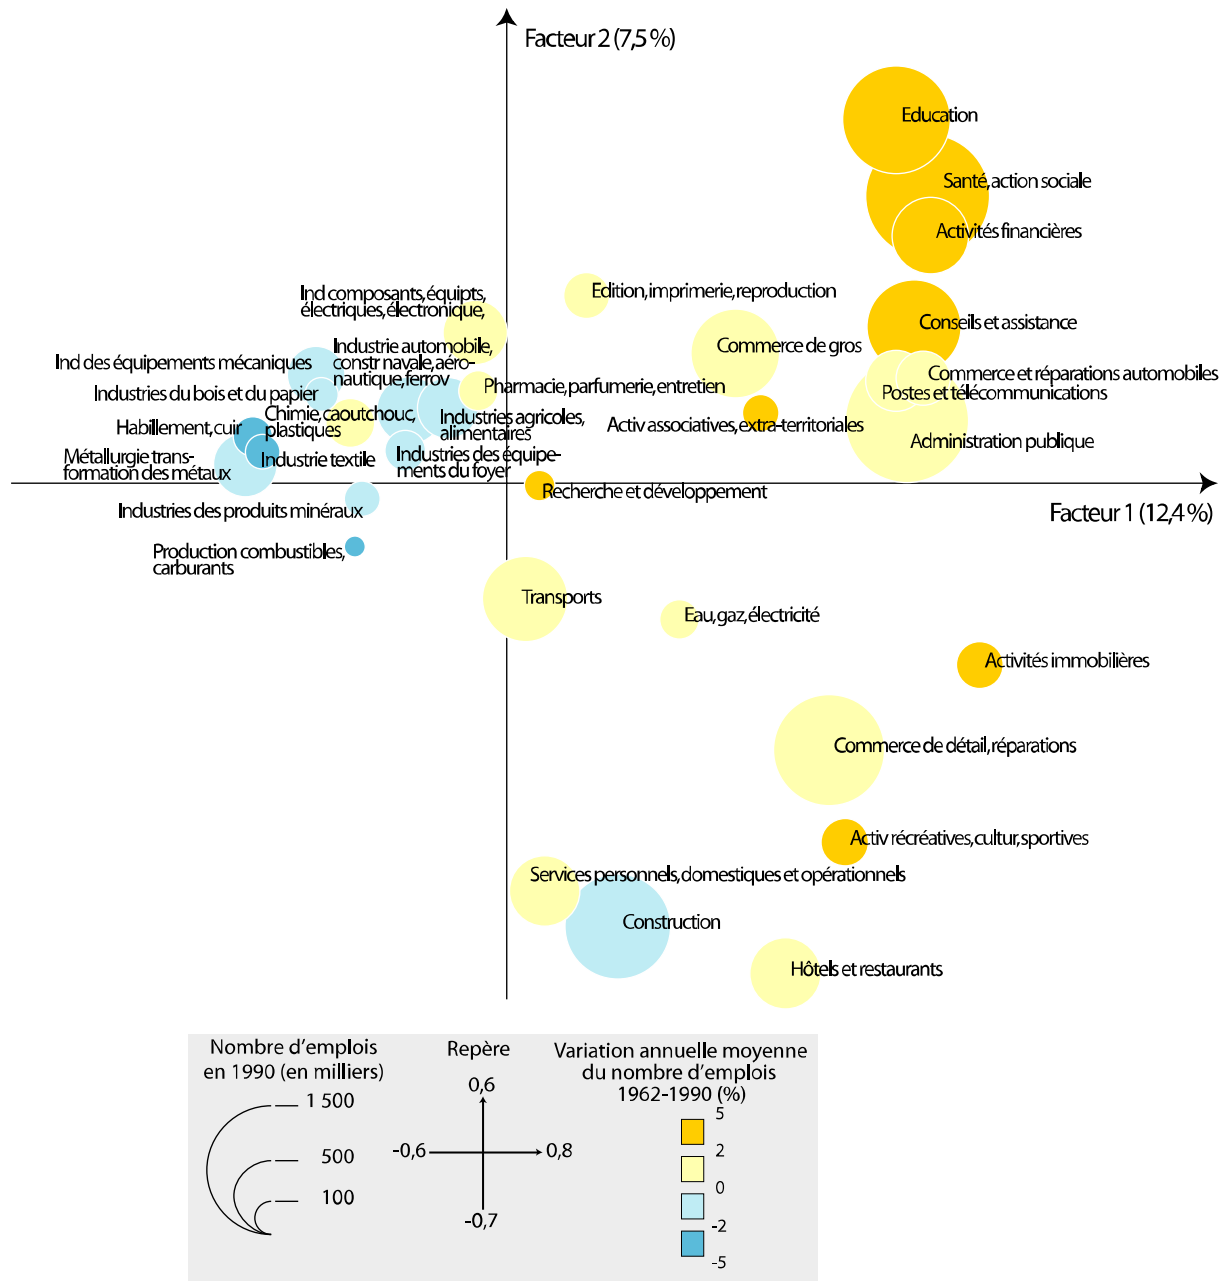 Facteur 2 (7,5 %)
Education
Santé, action sociale
Activités financières
Ind composants, équipts,
électriques, électronique,
Edition, imprimerie, reproduction
Conseils et assistance
Industrie automobile,
constr navale, aéro-
nautique, ferrov
Commerce de gros
Ind des équipements mécaniques
Commerce et réparations automobiles
Industries du bois et du papier
Pharmacie, parfumerie, entretien
Postes et télécommunications
Chimie, caoutchouc,
plastiques
Industries agricoles,
alimentaires
Habillement, cuir
Activ associatives, extra-territoriales
Administration publique
Métallurgie trans-
formation des métaux
Industrie textile
Industries des équipe-
ments du foyer
Recherche et développement
Industries des produits minéraux
Facteur 1 (12,4 %)
Production combustibles,
carburants
Transports
Eau, gaz, électricité
Activités immobilières
Commerce de détail, réparations
Activ récréatives, cultur, sportives
Services personnels, domestiques et opérationnels
Construction
Hôtels et restaurants
Nombre d'emplois
en 1990 (en milliers)
1 500
500
100
Repère
0,6
-0,6
0,8
-0,7
Variation annuelle moyenne
du nombre d'emplois
1962-1990 (%)
5
2
0
-2
-5